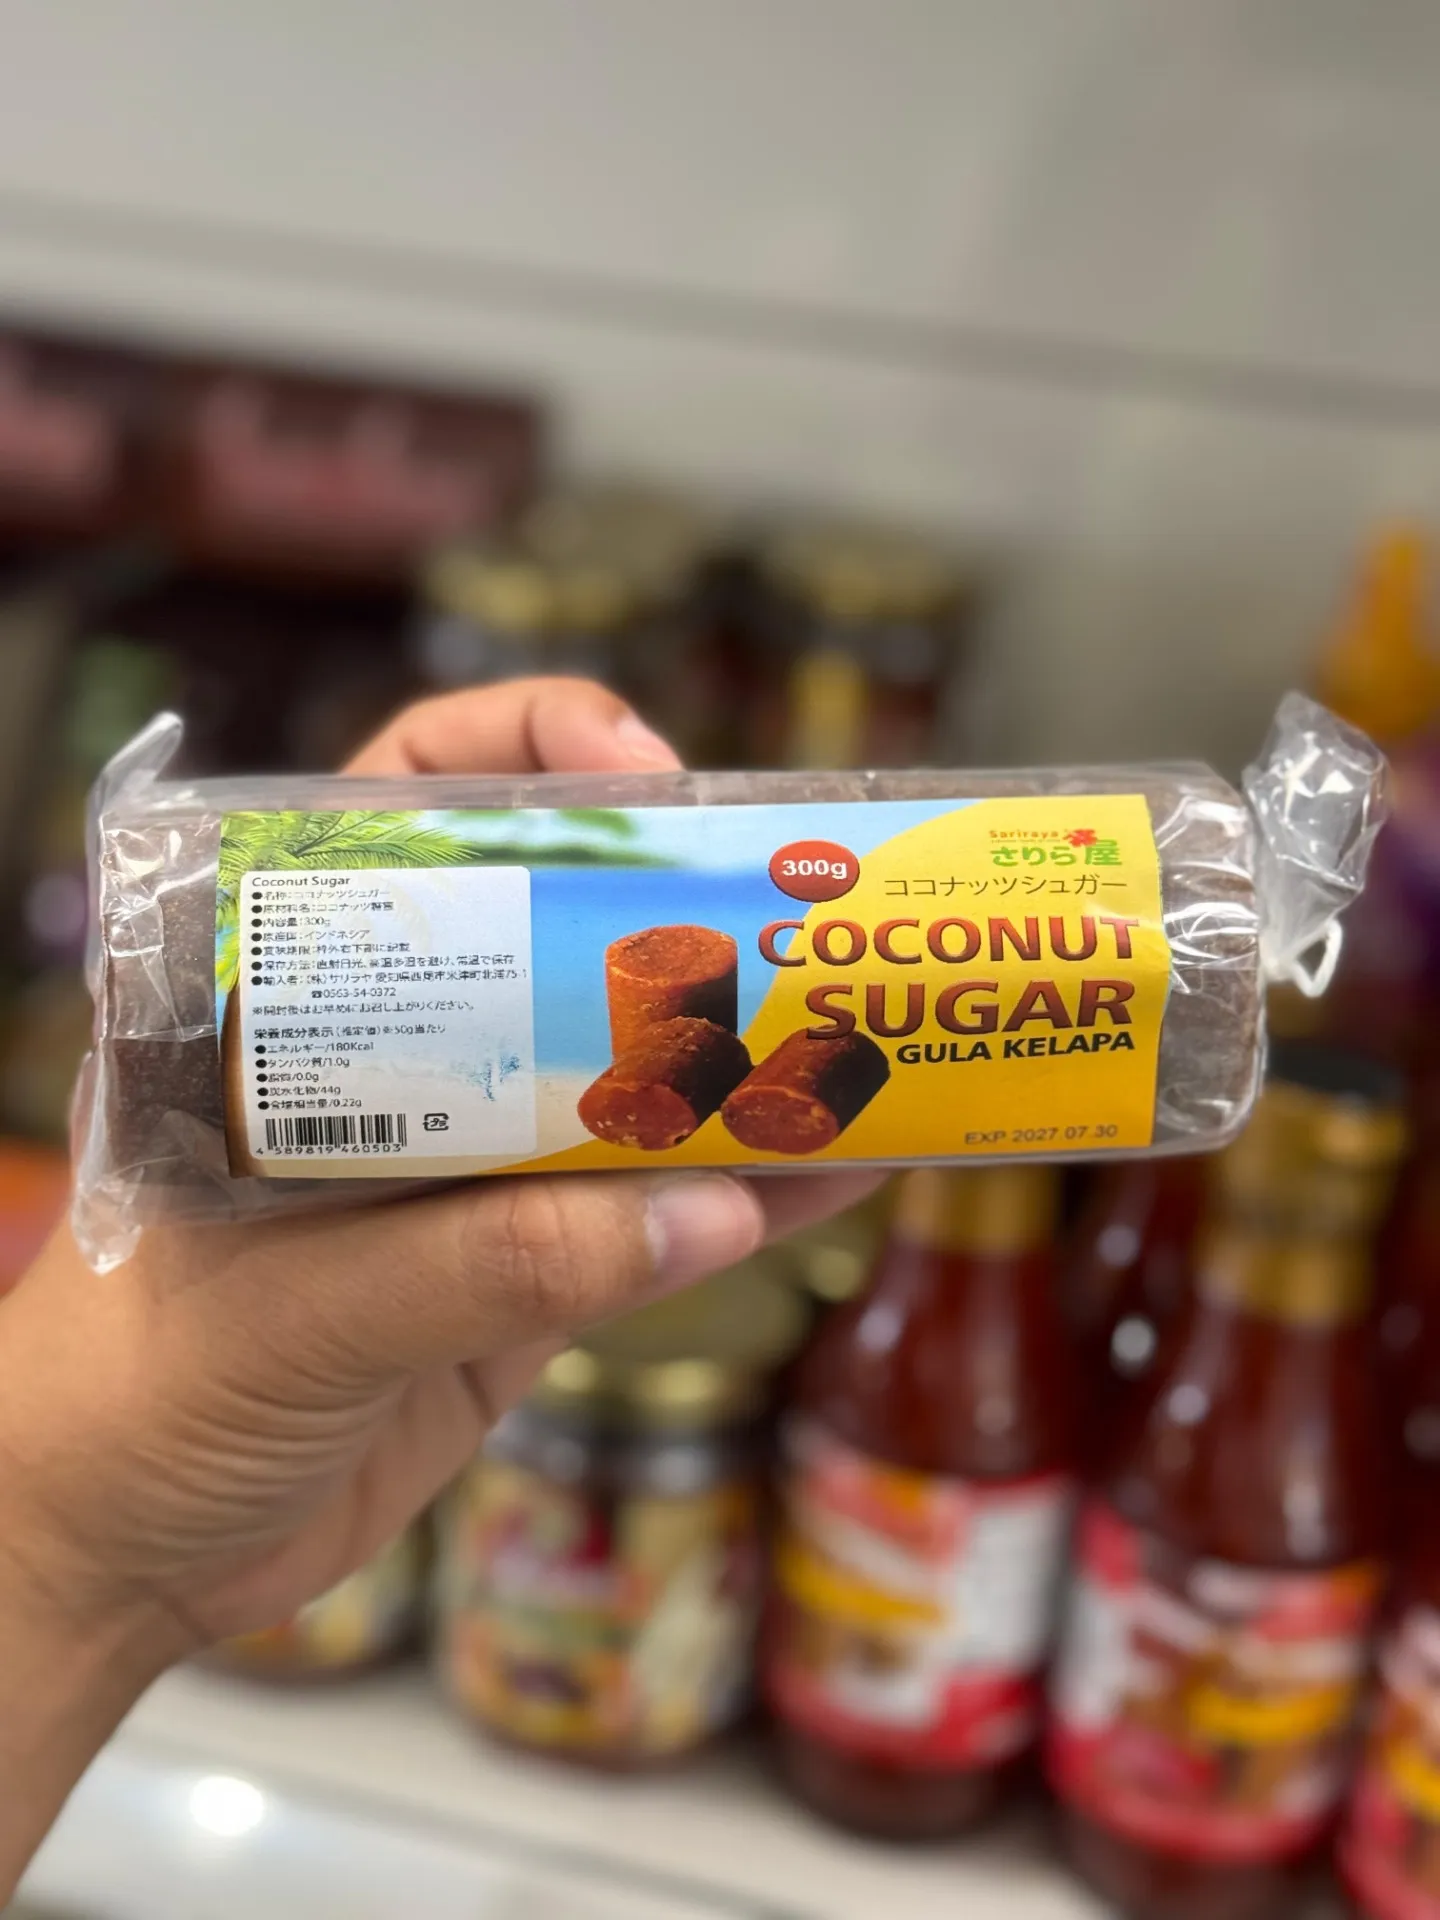 Coconut Sugar
●名称:ココナッツシュガー
●原材料名:ココナッツ糖蜜
●内容量:300g
●原産国:インドネシア
●賞味期限:枠外右下部に記載
●保存方法:直射日光、高温多湿を避け、常温で保存
●輸入者:(株)サリラヤ 愛知県西尾市米津町北浦75-1
☎0563-54-0372
※開封後はお早めにお召し上がりください。
栄養成分表示(推定値)※50g当たり
●エネルギー/180Kcal
●タンパク質/1.0g
●脂質/0.0g
●炭水化物/44g
●食塩相当量/0.22g
4 589819 460503
プラ
300g
Sariraya
さりら屋
ココナッツシュガー
COCONUT
SUGAR
GULA KELAPA
EXP 2027.07.30